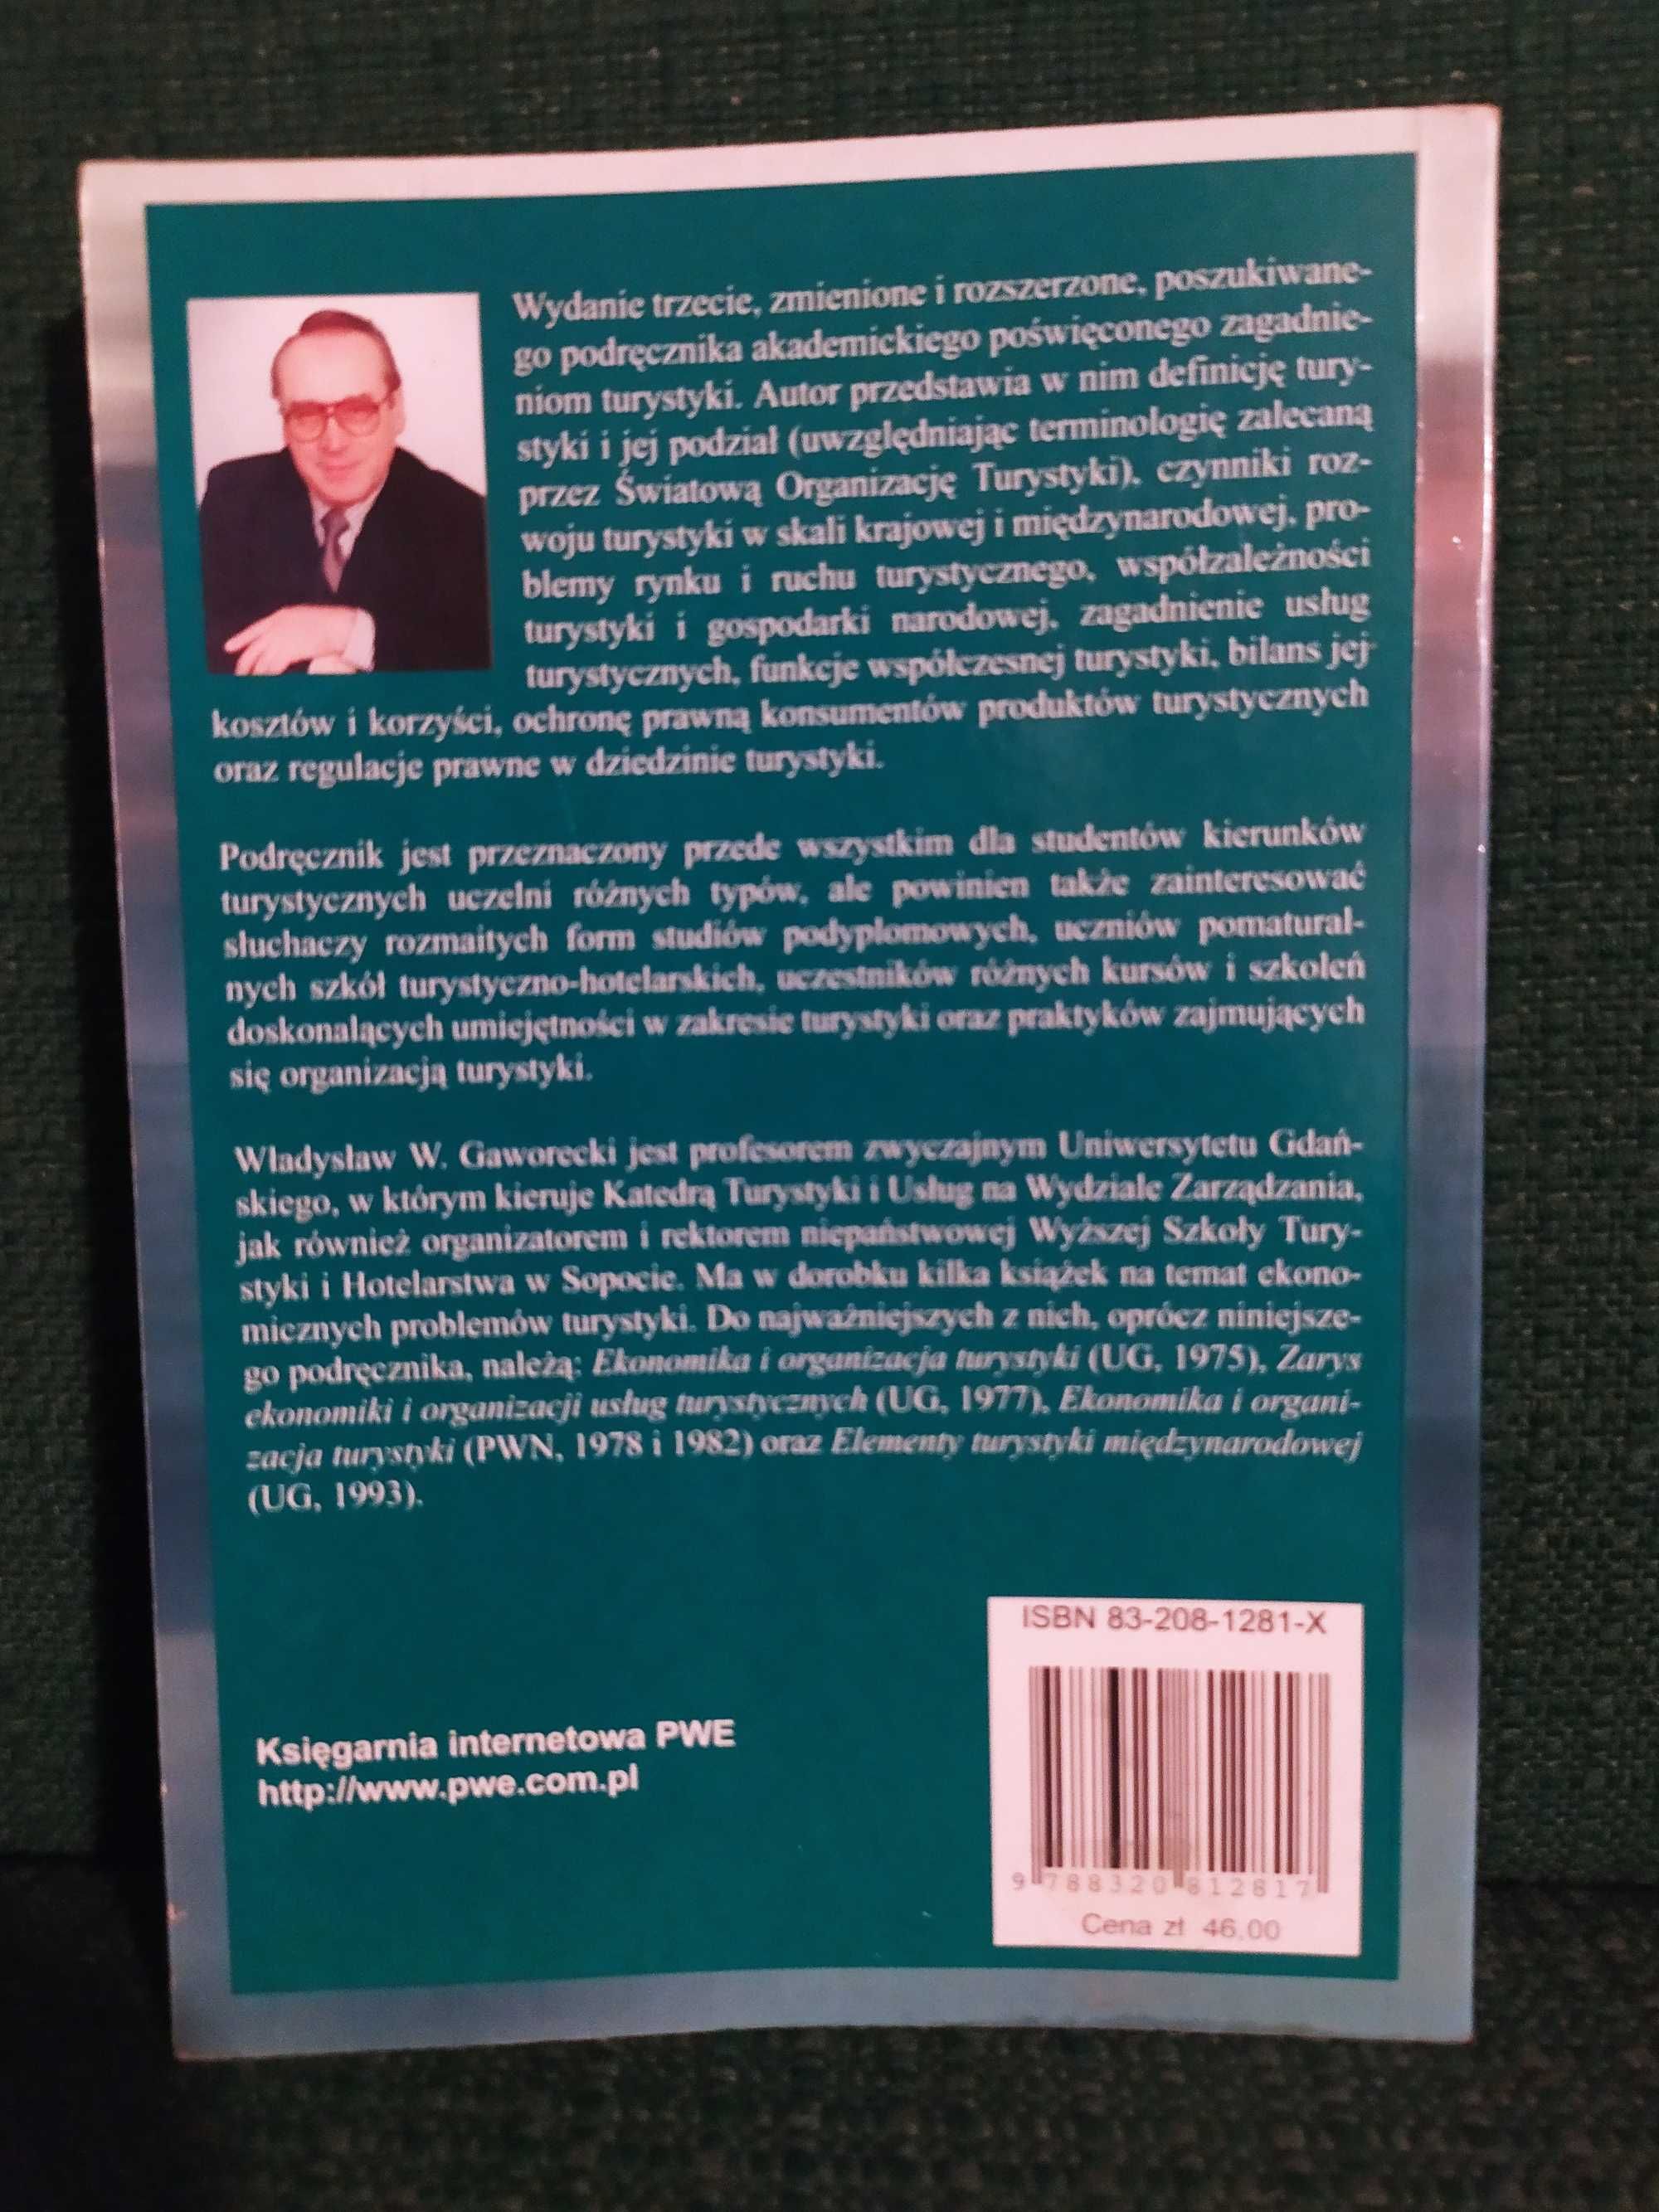 Wydanie trzecie, zmienione i rozszerzone, poszukiwane-
go podręcznika akademickiego poświęconego zagadnie-
niom turystyki. Autor przedstawia w nim definicję tury-
styki i jej podział (uwzględniając terminologię zalecaną
przez Światową Organizację Turystyki), czynniki roz-
woju turystyki w skali krajowej i międzynarodowej, pro-
blemy rynku i ruchu turystycznego, współzależności
turystyki i gospodarki narodowej, zagadnienie usług
turystycznych, funkcje współczesnej turystyki, bilans jej
kosztów i korzyści, ochronę prawną konsumentów produktów turystycznych
oraz regulacje prawne w dziedzinie turystyki.
Podręcznik jest przeznaczony przede wszystkim dla studentów kierunków
turystycznych uczelni różnych typów, ale powinien także zainteresować
słuchaczy rozmaitych form studiów podyplomowych, uczniów pomatural-
nych szkół turystyczno-hotelarskich, uczestników różnych kursów i szkoleń
doskonalących umiejętności w zakresie turystyki oraz praktyków zajmujących
się organizacją turystyki.
Władysław W. Gaworecki jest profesorem zwyczajnym Uniwersytetu Gdań-
skiego, w którym kieruje Katedrą Turystyki i Usług na Wydziale Zarządzania,
jak również organizatorem i rektorem niepaństwowej Wyższej Szkoły Tury-
styki i Hotelarstwa w Sopocie. Ma w dorobku kilka książek na temat ekono-
micznych problemów turystyki. Do najważniejszych z nich, oprócz niniejsze-
go podręcznika, należą: Ekonomika i organizacja turystyki (UG, 1975), Zarys
ekonomiki i organizacji usług turystycznych (UG, 1977), Ekonomika i organi-
zacja turystyki (PWN, 1978 i 1982) oraz Elementy turystyki międzynarodowej
(UG, 1993).
ISBN 83-208-1281-X
Księgarnia internetowa PWE
http://www.pwe.com.pl
9 788320 812817
Cena zł 46,00